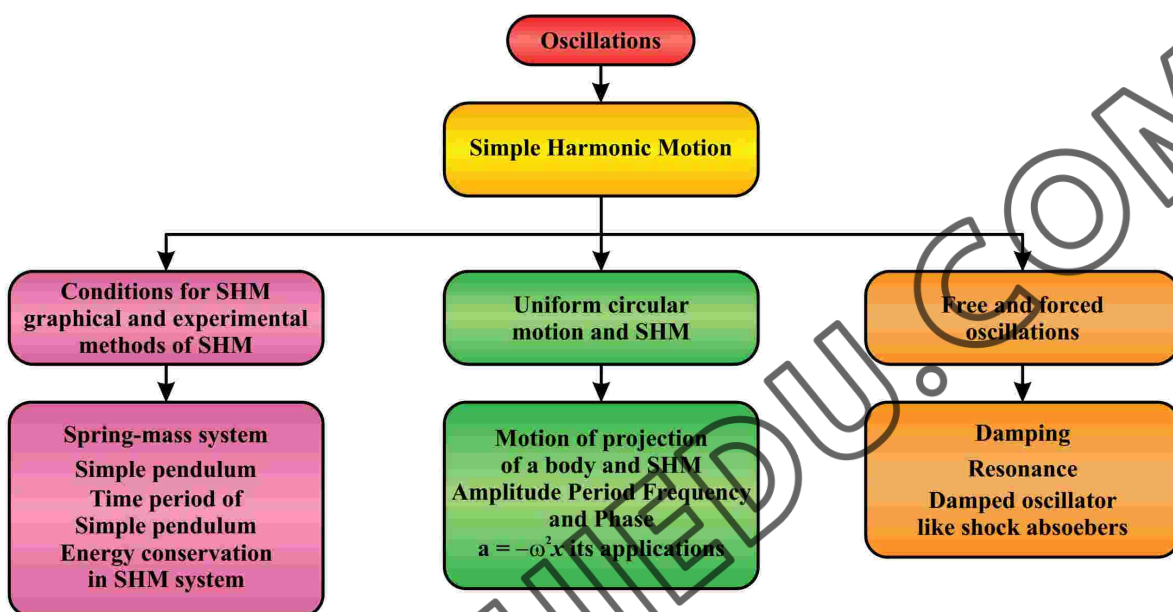 Oscillations
Simple Harmonic Motion
Conditions for SHM
graphical and experimental
methods of SHM
Uniform circular
motion and SHM
Free and forced
oscillations
Spring-mass system
Simple pendulum
Time period of
Simple pendulum
Energy conservation
in SHM system
Motion of projection
of a body and SHM
Amplitude Period Frequency
and Phase
a = −ω²x its applications
Damping
Resonance
Damped oscillator
like shock absoebers
EDU.COM